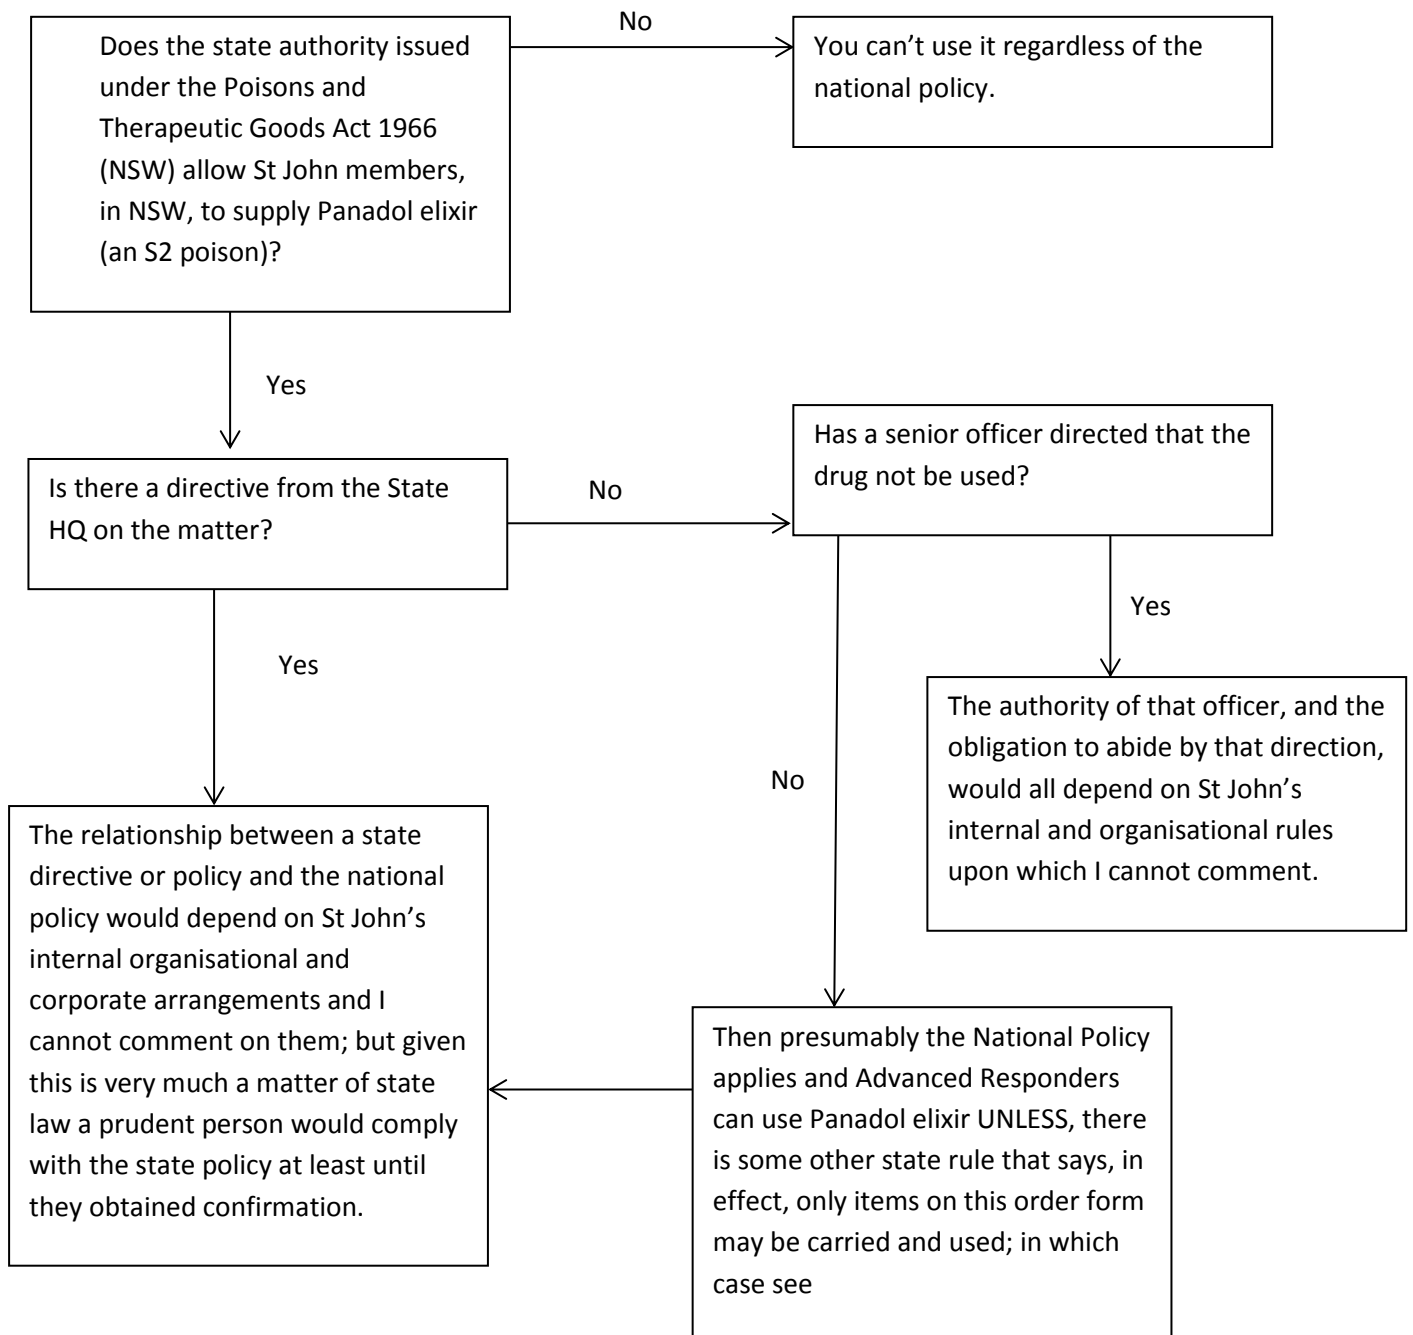 Does the state authority issued
under the Poisons and
Therapeutic Goods Act 1966
(NSW) allow St John members,
in NSW, to supply Panadol elixir
(an S2 poison)?
No
You can’t use it regardless of the
national policy.
Yes
Is there a directive from the State
HQ on the matter?
No
Has a senior officer directed that the
drug not be used?
Yes
The authority of that officer, and the
obligation to abide by that direction,
would all depend on St John’s
internal and organisational rules
upon which I cannot comment.
Yes
No
The relationship between a state
directive or policy and the national
policy would depend on St John’s
internal organisational and
corporate arrangements and I
cannot comment on them; but given
this is very much a matter of state
law a prudent person would comply
with the state policy at least until
they obtained confirmation.
Then presumably the National Policy
applies and Advanced Responders
can use Panadol elixir UNLESS, there
is some other state rule that says, in
effect, only items on this order form
may be carried and used; in which
case see